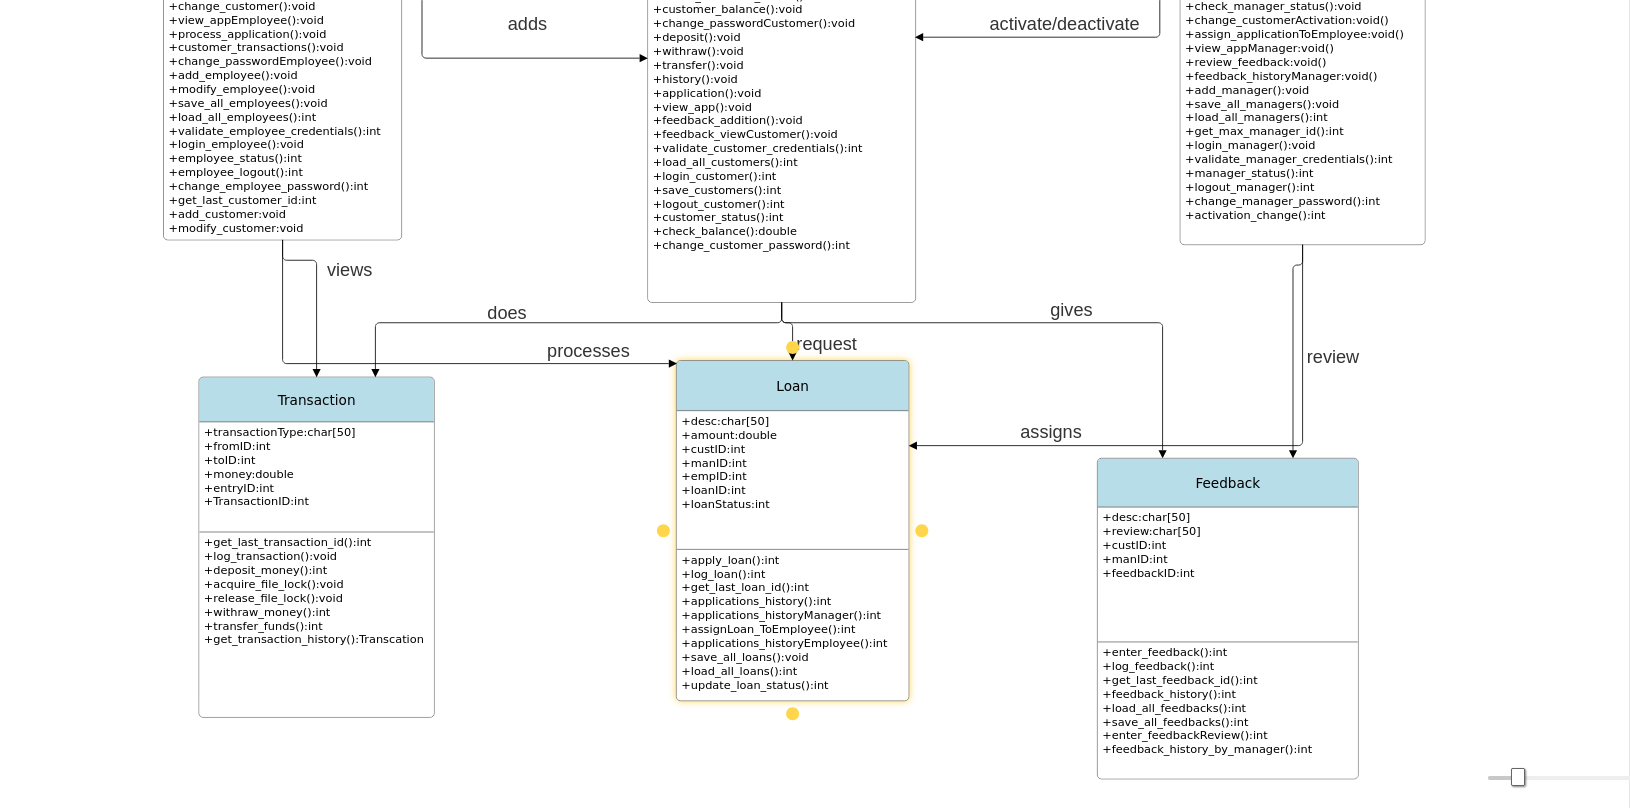 +change_customer():void
+view_appEmployee():void
+process_application():void
+customer_transactions():void
+change_passwordEmployee():void
+add_employee():void
+modify_employee():void
+save_all_employees():void
+load_all_employees():int
+validate_employee_credentials():int
+login_employee():void
+employee_status():int
+employee_logout():int
+change_employee_password():int
+get_last_customer_id:int
+add_customer:void
+modify_customer:void
adds
+customer_balance():void
+change_passwordCustomer():void
+deposit():void
+withraw():void
+transfer():void
+history():void
+application():void
+view_app():void
+feedback_addition():void
+feedback_viewCustomer():void
+validate_customer_credentials():int
+load_all_customers():int
+login_customer():int
+save_customers():int
+logout_customer():int
+customer_status():int
+check_balance():double
+change_customer_password():int
activate/deactivate
+check_manager_status():void
+change_customerActivation:void()
+assign_applicationToEmployee:void()
+view_appManager:void()
+review_feedback:void()
+feedback_historyManager:void()
+add_manager():void
+save_all_managers():void
+load_all_managers():int
+get_max_manager_id():int
+login_manager():void
+validate_manager_credentials():int
+manager_status():int
+logout_manager():int
+change_manager_password():int
+activation_change():int
views
does
gives
processes
request
review
assigns
Transaction
+transactionType:char[50]
+fromID:int
+toID:int
+money:double
+entryID:int
+TransactionID:int
+get_last_transaction_id():int
+log_transaction():void
+deposit_money():int
+acquire_file_lock():void
+release_file_lock():void
+withraw_money():int
+transfer_funds():int
+get_transaction_history():Transcation
Loan
+desc:char[50]
+amount:double
+custID:int
+manID:int
+empID:int
+loanID:int
+loanStatus:int
+apply_loan():int
+log_loan():int
+get_last_loan_id():int
+applications_history():int
+applications_historyManager():int
+assignLoan_ToEmployee():int
+applications_historyEmployee():int
+save_all_loans():void
+load_all_loans():int
+update_loan_status():int
Feedback
+desc:char[50]
+review:char[50]
+custID:int
+manID:int
+feedbackID:int
+enter_feedback():int
+log_feedback():int
+get_last_feedback_id():int
+feedback_history():int
+load_all_feedbacks():int
+save_all_feedbacks():int
+enter_feedbackReview():int
+feedback_history_by_manager():int